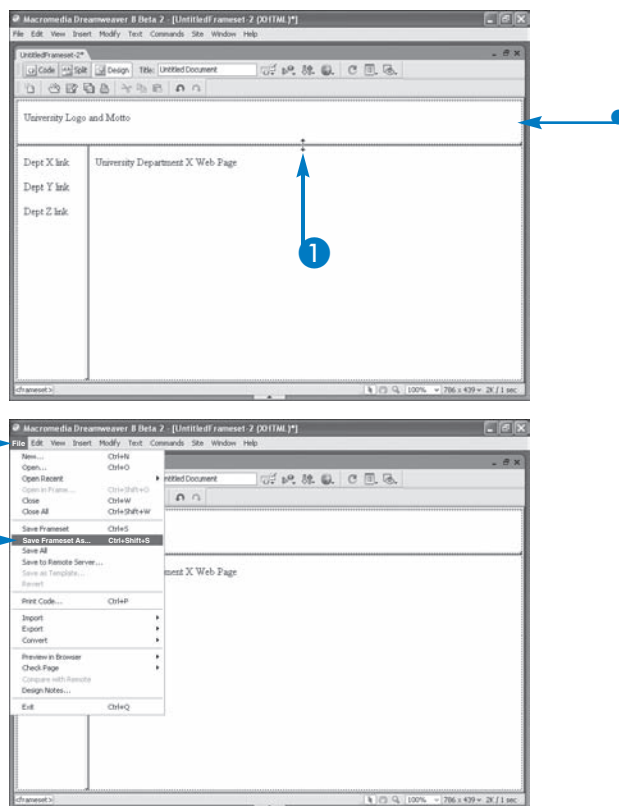 Macromedia Dreamweaver 8 Beta 2 - [UntitledFrameset-2 (XHTML)*]
File Edit View Insert Modify Text Commands Site Window Help
UntitledFrameset-2*
Code Split Design Title: Untitled Document
University Logo and Motto
Dept X link University Department X Web Page
Dept Y link
Dept Z link
1
<frameset> 100% 786 x 439 2K / 1 sec
Macromedia Dreamweaver 8 Beta 2 - [UntitledFrameset-2 (XHTML)*]
File Edit View Insert Modify Text Commands Site Window Help
New... Ctrl+N
Open... Ctrl+O
Open Recent
Open in Frame... Ctrl+Shift+O
Close Ctrl+W
Close All Ctrl+Shift+W
Save Frameset Ctrl+S
Save Frameset As... Ctrl+Shift+S
Save All
Save to Remote Server...
Save as Template...
Revert
Print Code... Ctrl+P
Import
Export
Convert
Preview in Browser
Check Page
Compare with Remote
Design Notes...
Exit Ctrl+Q
ntitled Document
ment X Web Page
<frameset> 100% 786 x 439 2K / 1 sec